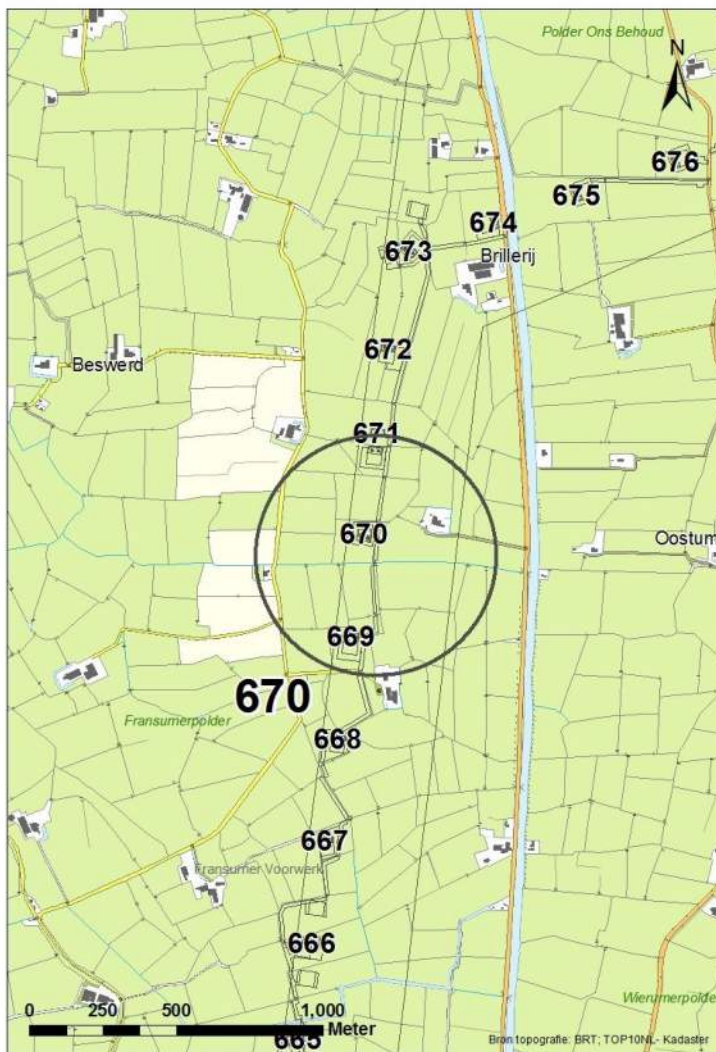 Polder Ons Behoud
N
676
675
674
673
Brillerij
672
Beswerd
671
670
Oostum
669
670
Fransumerpolder
668
667
Fransumer Voorwerk
666
Wierumerpolde
0 250 500 1,000
Meter
665
Bron topografie: BRT; TOP10NL- Kadaster